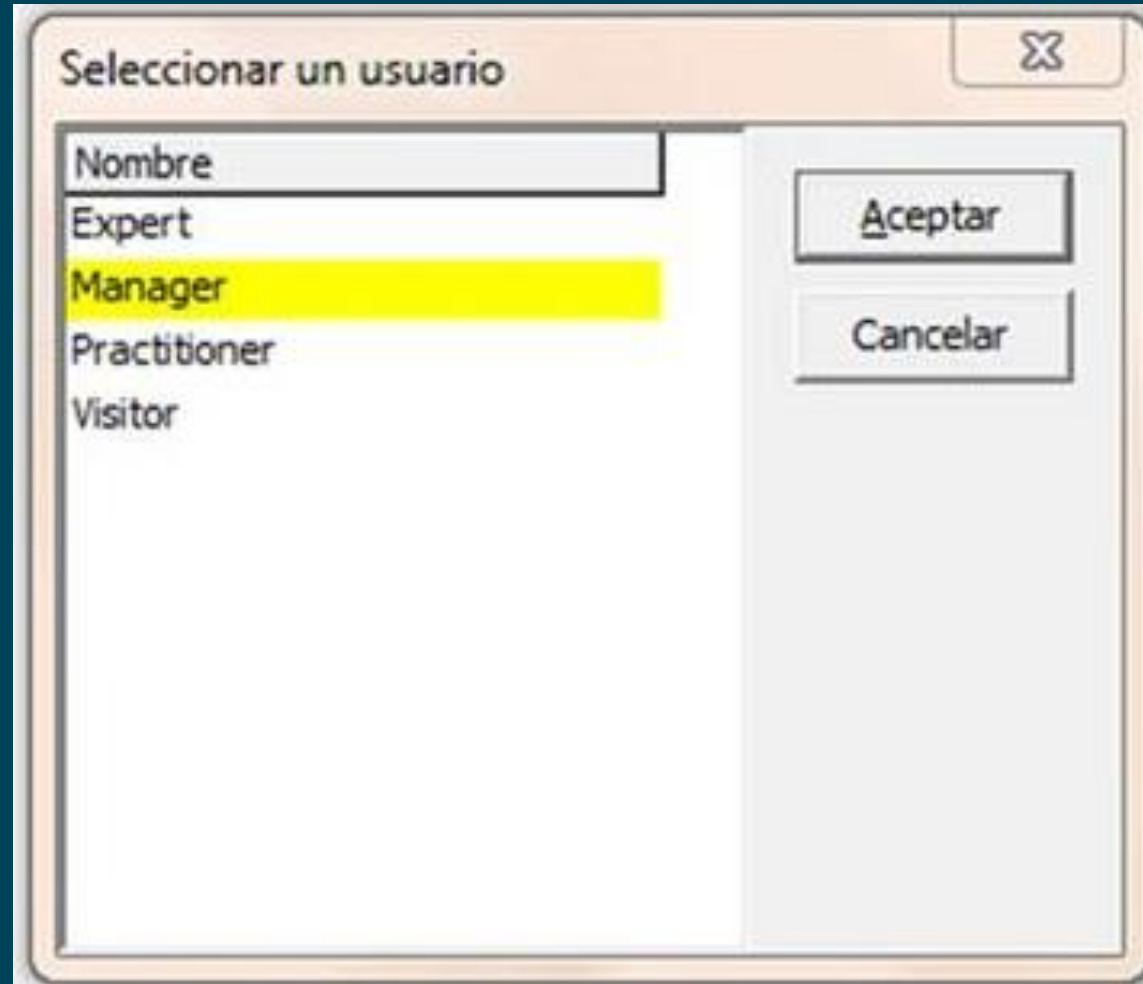 Seleccionar un usuario
Nombre
Expert
Manager
Practitioner
Visitor
Aceptar
Cancelar